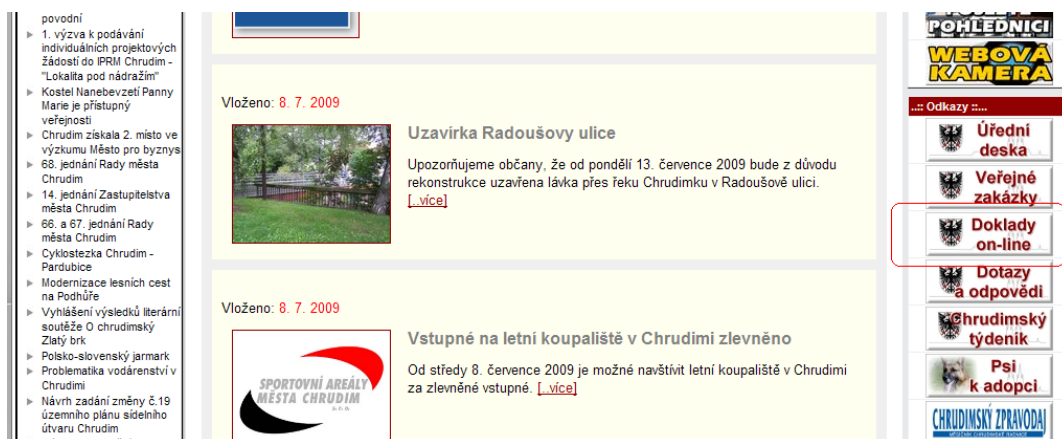 povodní
1. výzva k podávání
individuálních projektových
žádostí do IPRM Chrudim -
"Lokalita pod nádražím"
Kostel Nanebevzetí Panny
Marie je přístupný
veřejnosti
Chrudim získala 2. místo ve
výzkumu Město pro byznys
68. jednání Rady města
Chrudim
14. jednání Zastupitelstva
města Chrudim
66. a 67. jednání Rady
města Chrudim
Cyklostezka Chrudim -
Pardubice
Modernizace lesních cest
na Podhůře
Vyhlášení výsledků literární
soutěže O chrudimský
Zlatý brk
Polsko-slovenský jarmark
Problematika vodárenství v
Chrudimi
Návrh zadání změny č.19
územního plánu sídelního
útvaru Chrudim
Vloženo: 8. 7. 2009
Uzavírka Radoušovy ulice
Upozorňujeme občany, že od pondělí 13. července 2009 bude z důvodu
rekonstrukce uzavřena lávka přes řeku Chrudimku v Radoušově ulici.
[..více]
Vloženo: 8. 7. 2009
SPORTOVNÍ AREÁLY
MĚSTA CHRUDIM
s. r. o.
Vstupné na letní koupaliště v Chrudimi zlevněno
Od středy 8. července 2009 je možné navštívit letní koupaliště v Chrudimi
za zlevněné vstupné. [..více]
POHLEDNICI
WEBOVÁ
KAMERA
..:: Odkazy ::...
Úřední
deska
Veřejné
zakázky
Doklady
on-line
Dotazy
a odpovědi
Chrudimský
týdeník
Psi
k adopci
CHRUDIMSKÝ ZPRAVODAJ